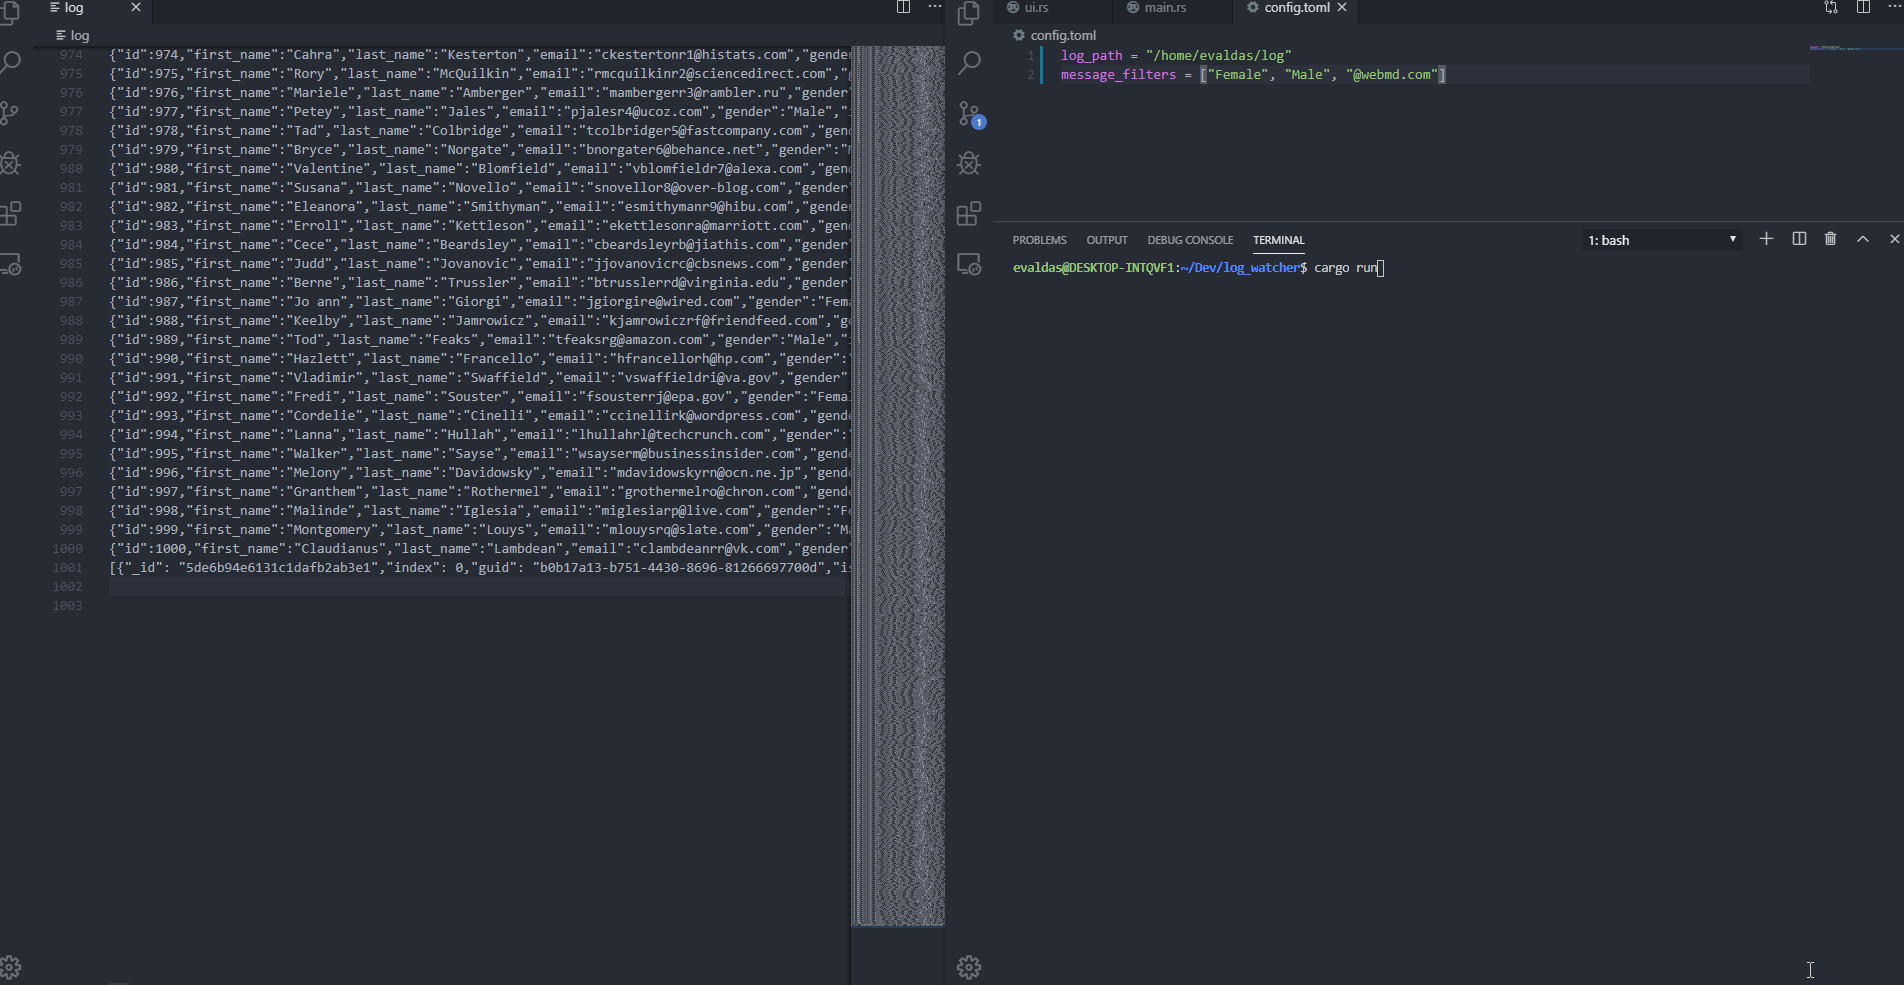 log
log
974 {"id":974,"first_name":"Cahra","last_name":"Kesterton","email":"ckestertonr1@histats.com","gender
975 {"id":975,"first_name":"Rory","last_name":"McQuilkin","email":"rmcquilkinr2@sciencedirect.com","g
976 {"id":976,"first_name":"Mariele","last_name":"Amberger","email":"mambergerr3@rambler.ru","gender"
977 {"id":977,"first_name":"Petey","last_name":"Jales","email":"pjalesr4@ucoz.com","gender":"Male","
978 {"id":978,"first_name":"Tad","last_name":"Colbridge","email":"tcolbridger5@fastcompany.com","gend
979 {"id":979,"first_name":"Bryce","last_name":"Norgate","email":"bnorgater6@behance.net","gender":"M
980 {"id":980,"first_name":"Valentine","last_name":"Blomfield","email":"vblomfieldr7@alexa.com","gend
981 {"id":981,"first_name":"Susana","last_name":"Novello","email":"snovellor8@over-blog.com","gender"
982 {"id":982,"first_name":"Eleanora","last_name":"Smithyman","email":"esmithymanr9@hibu.com","gender
983 {"id":983,"first_name":"Erroll","last_name":"Kettleson","email":"ekettlesonra@marriott.com","gend
984 {"id":984,"first_name":"Cece","last_name":"Beardsley","email":"cbeardsleyrb@jiathis.com","gender"
985 {"id":985,"first_name":"Judd","last_name":"Jovanovic","email":"jjovanovicrc@cbsnews.com","gender"
986 {"id":986,"first_name":"Berne","last_name":"Trussler","email":"btrusslerrd@virginia.edu","gender"
987 {"id":987,"first_name":"Jo ann","last_name":"Giorgi","email":"jgiorgire@wired.com","gender":"Fema
988 {"id":988,"first_name":"Keelby","last_name":"Jamrowicz","email":"kjamrowiczrf@friendfeed.com","ge
989 {"id":989,"first_name":"Tod","last_name":"Feaks","email":"tfeaksrg@amazon.com","gender":"Male",
990 {"id":990,"first_name":"Hazlett","last_name":"Francello","email":"hfrancellorh@hp.com","gender":"
991 {"id":991,"first_name":"Vladimir","last_name":"Swaffield","email":"vswaffieldri@va.gov","gender"
992 {"id":992,"first_name":"Fredi","last_name":"Souster","email":"fsousterrj@epa.gov","gender":"Femal
993 {"id":993,"first_name":"Cordelie","last_name":"Cinelli","email":"ccinellirk@wordpress.com","gende
994 {"id":994,"first_name":"Lanna","last_name":"Hullah","email":"lhullahrl@techcrunch.com","gender":"
995 {"id":995,"first_name":"Walker","last_name":"Sayse","email":"wsayserm@businessinsider.com","gende
996 {"id":996,"first_name":"Melony","last_name":"Davidowsky","email":"mdavidowskyrn@ocn.ne.jp","gende
997 {"id":997,"first_name":"Granthem","last_name":"Rothermel","email":"grothermelro@chron.com","gende
998 {"id":998,"first_name":"Malinde","last_name":"Iglesia","email":"miglesiarp@live.com","gender":"Fe
999 {"id":999,"first_name":"Montgomery","last_name":"Louys","email":"mlouysrq@slate.com","gender":"Ma
1000 {"id":1000,"first_name":"Claudianus","last_name":"Lambdean","email":"clambdeanrr@vk.com","gender"
1001 [{"_id": "5de6b94e6131c1dafb2ab3e1","index": 0,"guid": "b0b17a13-b751-4430-8696-81266697700d","is
1002
1003
ui.rs main.rs config.toml
config.toml
1 log_path = "/home/evaldas/log"
2 message_filters = ["Female", "Male", "@webmd.com"]
1
PROBLEMS OUTPUT DEBUG CONSOLE TERMINAL 1: bash
evaldas@DESKTOP-INTQVF1:~/Dev/log_watcher$ cargo run